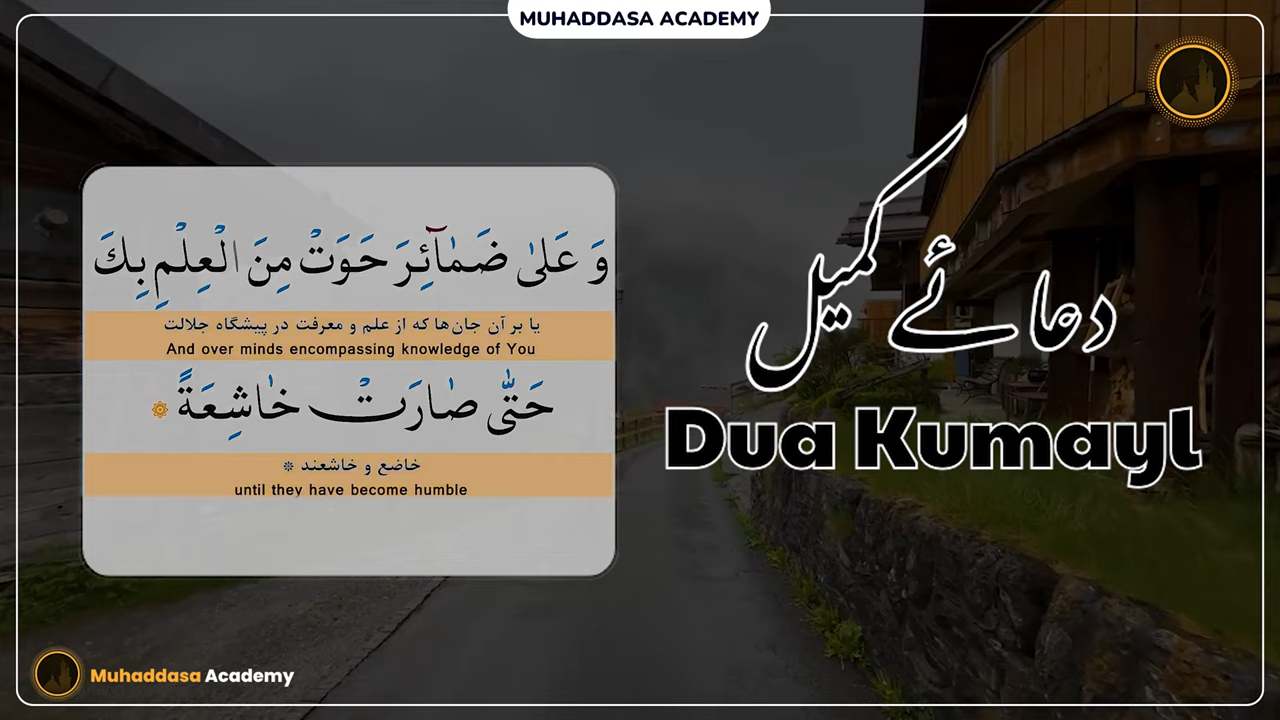 MUHADDASA ACADEMY
وَ عَلىٰ ضَمٰآئِرَ حَوَتْ مِنَ الْعِلْمِ بِكَ
یا بر آن جان‌ها که از علم و معرفت در پیشگاه جلالت
And over minds encompassing knowledge of You
حَتّٰى صٰارَتْ خٰاشِعَةً ۞
خاضع و خاشعند *
until they have become humble
دعائے کمیل
Dua Kumayl
Muhaddasa Academy